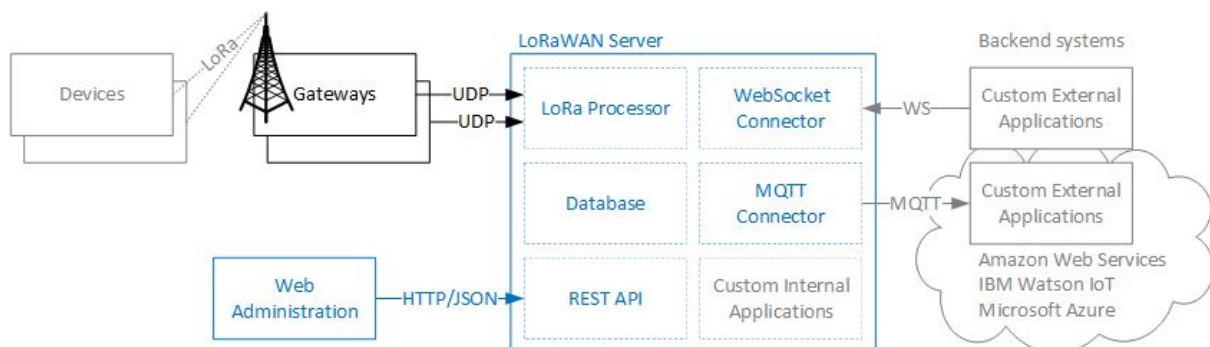 LoRaWAN Server
Backend systems
LoRa
Devices
Gateways
UDP
UDP
LoRa Processor
WebSocket
Connector
WS
Custom External
Applications
Database
MQTT
Connector
MQTT
Custom External
Applications
Amazon Web Services
IBM Watson IoT
Microsoft Azure
Web
Administration
HTTP/JSON
REST API
Custom Internal
Applications